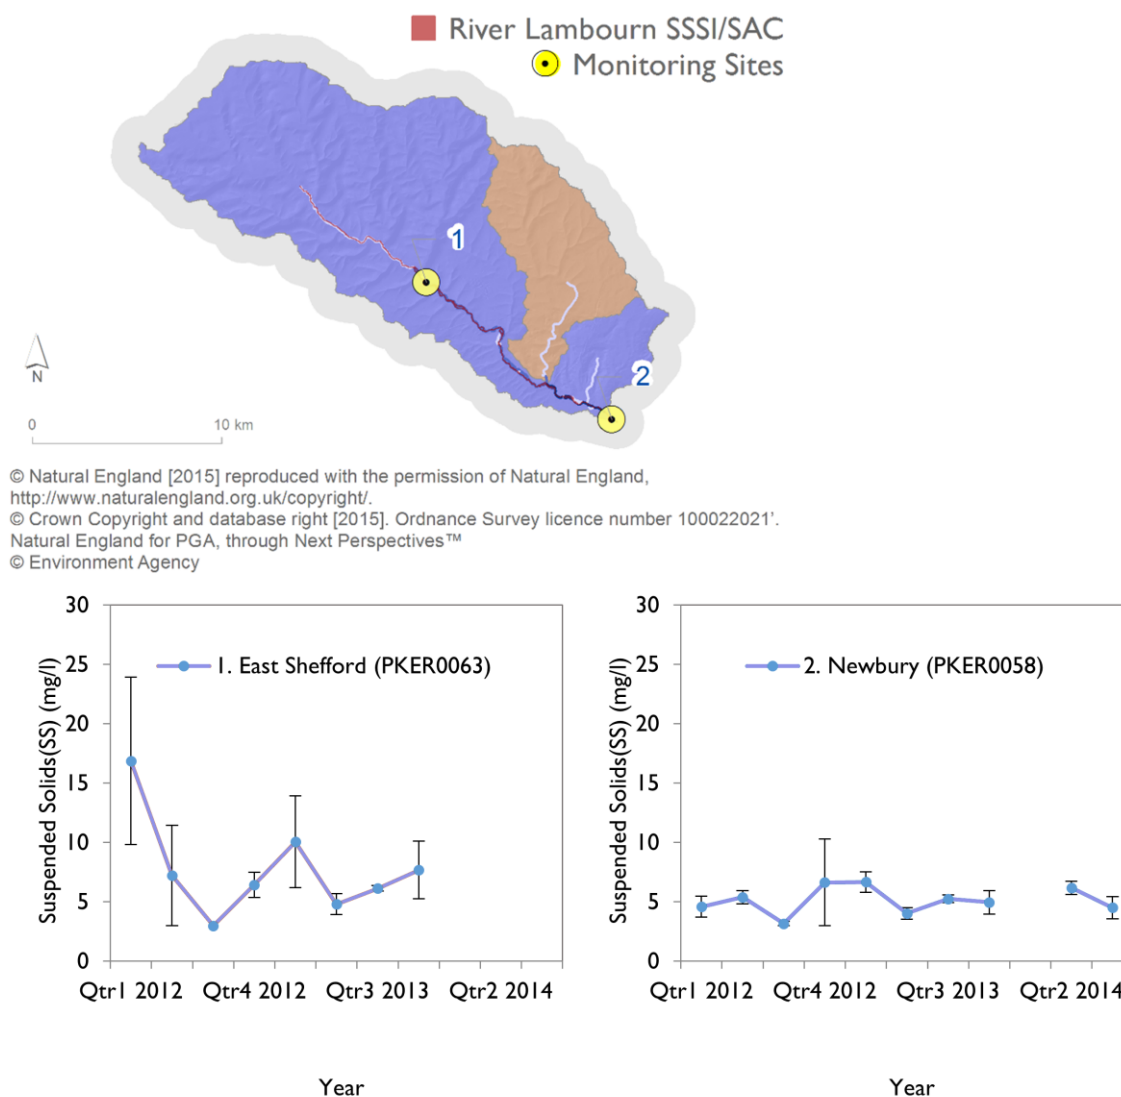 River Lambourn SSSI/SAC
Monitoring Sites
1
2
N
0 10 km
© Natural England [2015] reproduced with the permission of Natural England,
http://www.naturalengland.org.uk/copyright/.
© Crown Copyright and database right [2015]. Ordnance Survey licence number 100022021'.
Natural England for PGA, through Next Perspectives™
© Environment Agency
Suspended Solids(SS) (mg/l)
30
25
20
15
10
5
0
1. East Shefford (PKER0063)
Qtr1 2012 Qtr4 2012 Qtr3 2013 Qtr2 2014
Year
Suspended Solids(SS) (mg/l)
30
25
20
15
10
5
0
2. Newbury (PKER0058)
Qtr1 2012 Qtr4 2012 Qtr3 2013 Qtr2 2014
Year